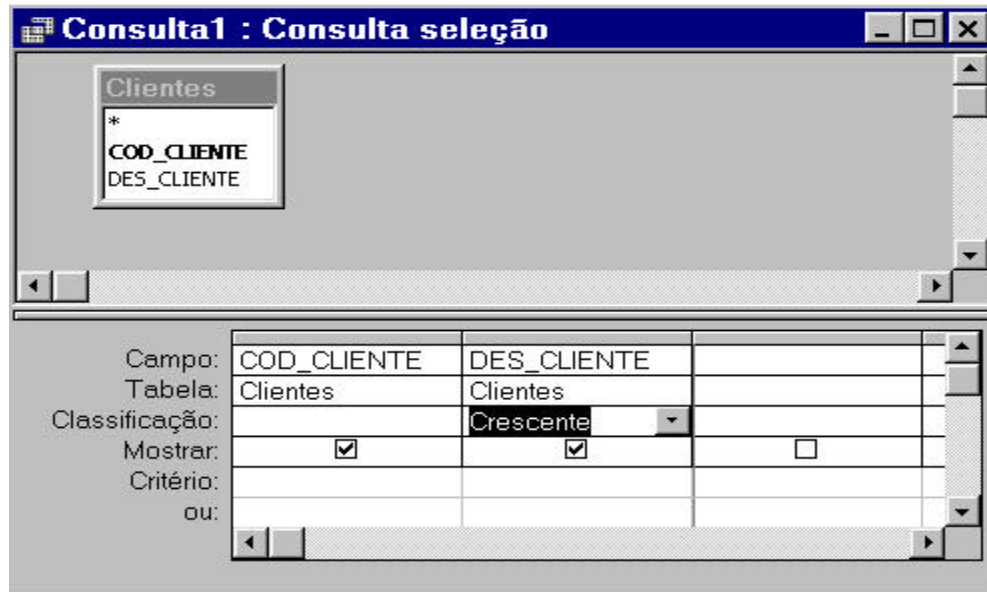 Consulta1 : Consulta seleção
Clientes
*
COD_CLIENTE
DES_CLIENTE
Campo: COD_CLIENTE DES_CLIENTE
Tabela: Clientes Clientes
Classificação: Crescente
Mostrar:
Critério:
ou: